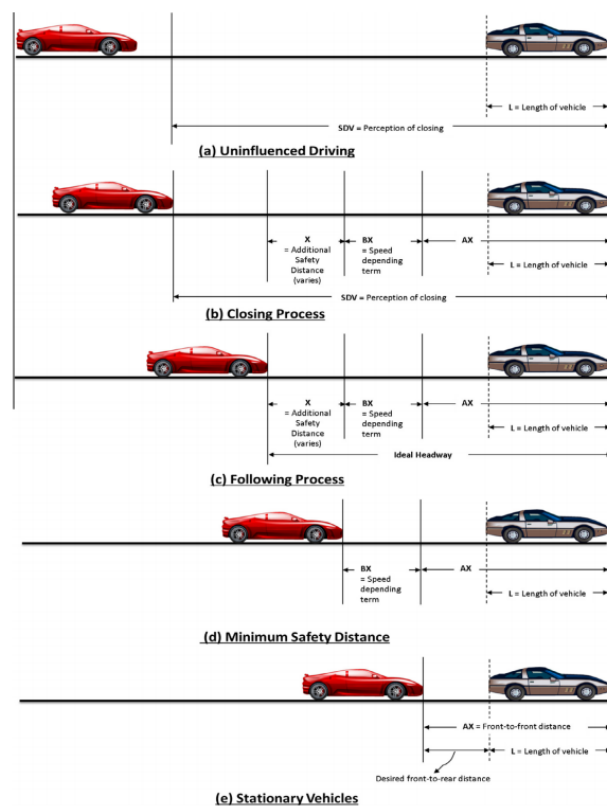 L = Length of vehicle
SDV = Perception of closing
(a) Uninfluenced Driving
X
= Additional
Safety
Distance
(varies)
BX
= Speed
depending
term
AX
L = Length of vehicle
SDV = Perception of closing
(b) Closing Process
X
= Additional
Safety
Distance
(varies)
BX
= Speed
depending
term
AX
L = Length of vehicle
Ideal Headway
(c) Following Process
BX
= Speed
depending
term
AX
L = Length of vehicle
(d) Minimum Safety Distance
AX = Front-to-front distance
L = Length of vehicle
Desired front-to-rear distance
(e) Stationary Vehicles